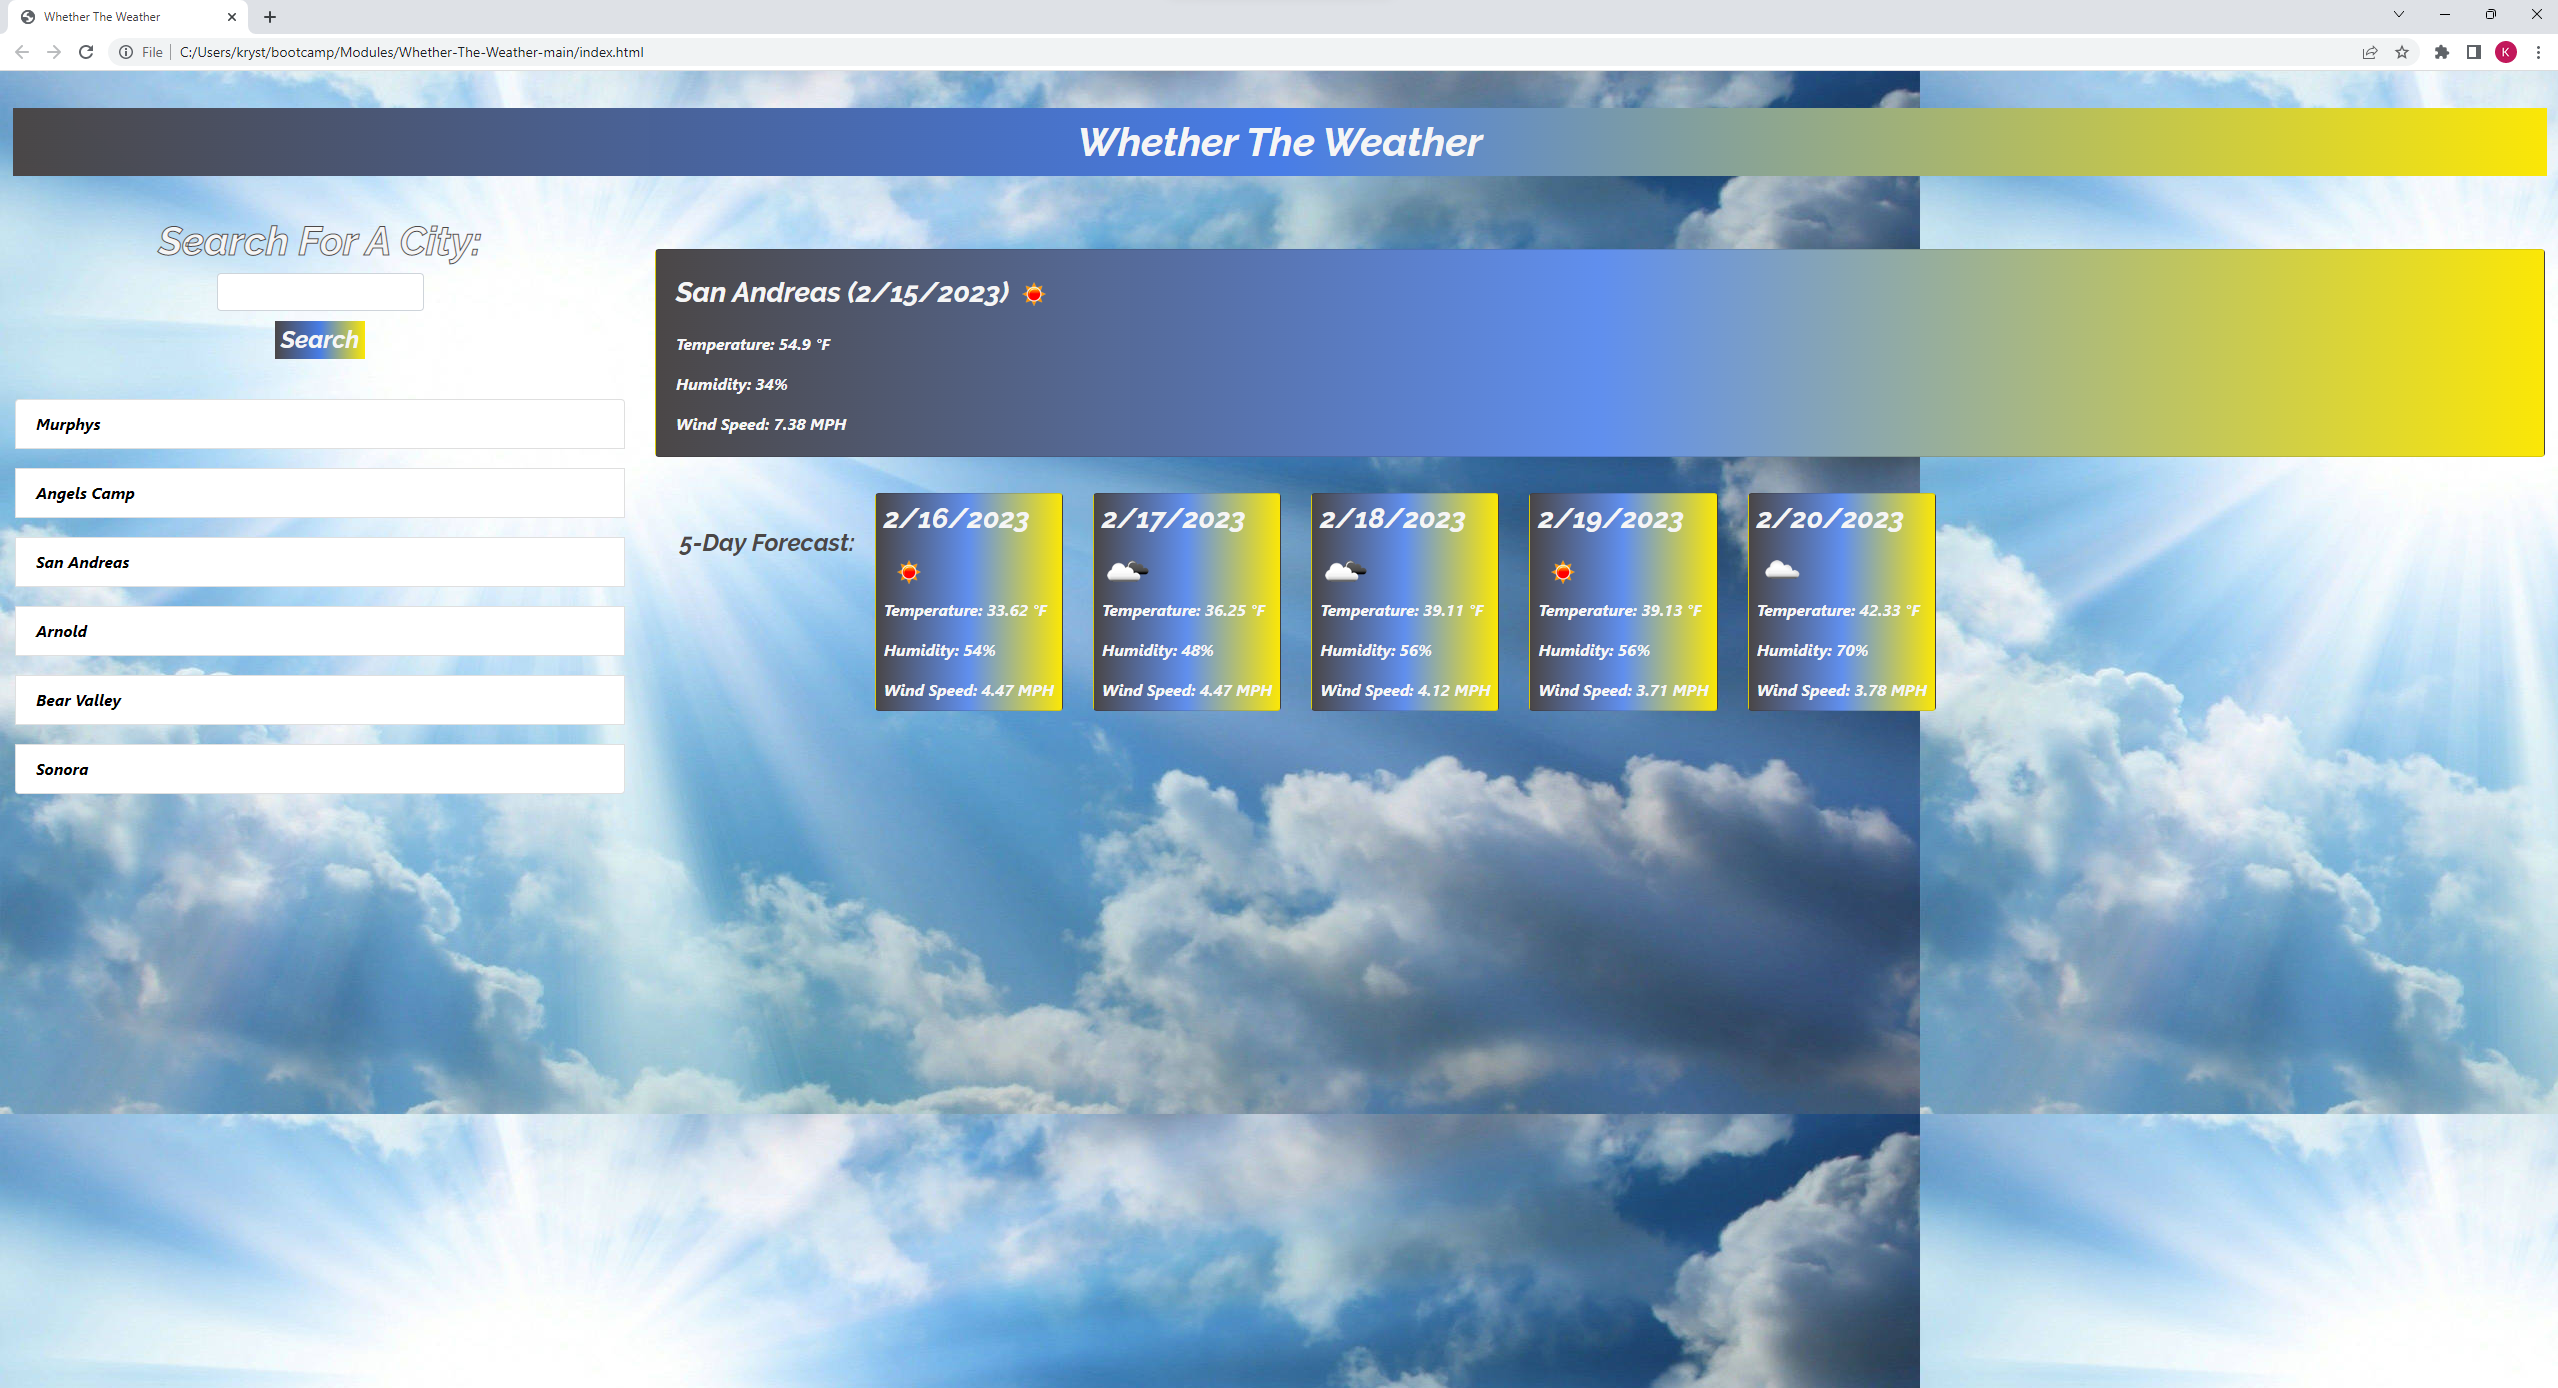 Whether The Weather
File
C:/Users/kryst/bootcamp/Modules/Whether-The-Weather-main/index.html
K
Whether The Weather
Search For A City:
Search
Murphys
Angels Camp
San Andreas
Arnold
Bear Valley
Sonora
San Andreas (2/15/2023)
Temperature: 54.9 °F
Humidity: 34%
Wind Speed: 7.38 MPH
5-Day Forecast:
2/16/2023
Temperature: 33.62 °F
Humidity: 54%
Wind Speed: 4.47 MPH
2/17/2023
Temperature: 36.25 °F
Humidity: 48%
Wind Speed: 4.47 MPH
2/18/2023
Temperature: 39.11 °F
Humidity: 56%
Wind Speed: 4.12 MPH
2/19/2023
Temperature: 39.13 °F
Humidity: 56%
Wind Speed: 3.71 MPH
2/20/2023
Temperature: 42.33 °F
Humidity: 70%
Wind Speed: 3.78 MPH